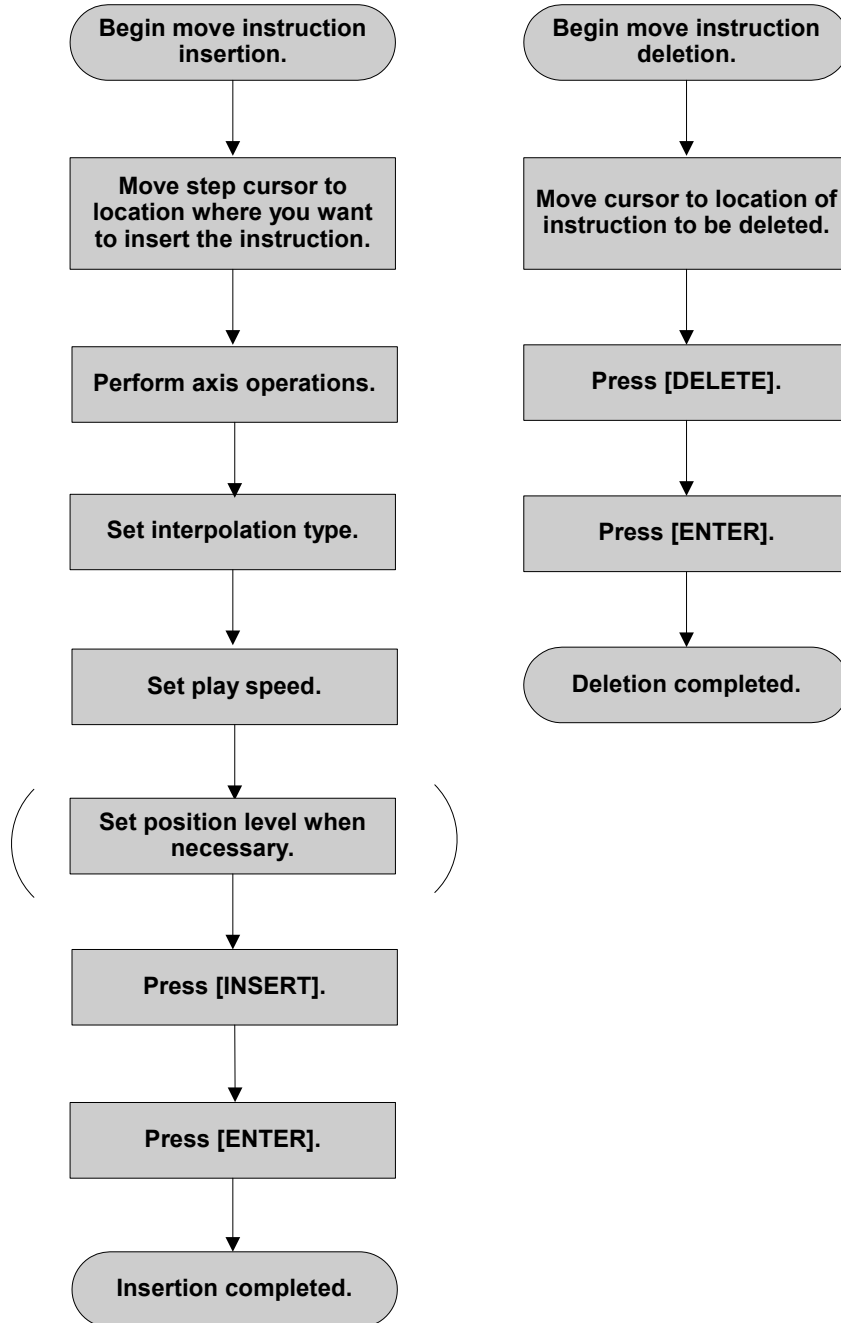 Begin move instruction
insertion.
Move step cursor to
location where you want
to insert the instruction.
Perform axis operations.
Set interpolation type.
Set play speed.
Set position level when
necessary.
Press [INSERT].
Press [ENTER].
Insertion completed.
Begin move instruction
deletion.
Move cursor to location of
instruction to be deleted.
Press [DELETE].
Press [ENTER].
Deletion completed.